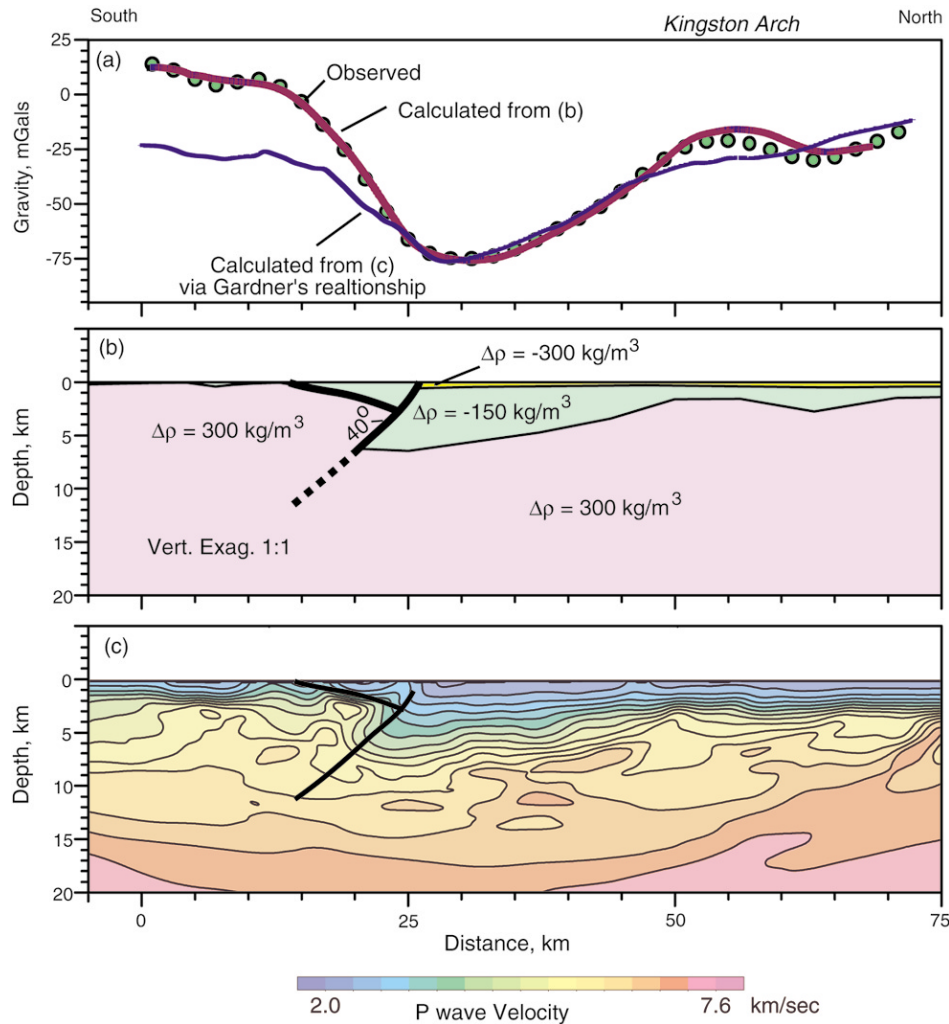 South
Kingston Arch
North
(a)
25
0
-25
-50
-75
Gravity, mGals
Observed
Calculated from (b)
Calculated from (c)
via Gardner's realtionship
(b)
Δρ = -300 kg/m³
0
5
10
15
20
Depth, km
Δρ = 300 kg/m³
40º
Δρ = -150 kg/m³
Δρ = 300 kg/m³
Vert. Exag. 1:1
(c)
0
5
10
15
20
Depth, km
0
25
50
75
Distance, km
2.0
P wave Velocity
7.6
km/sec